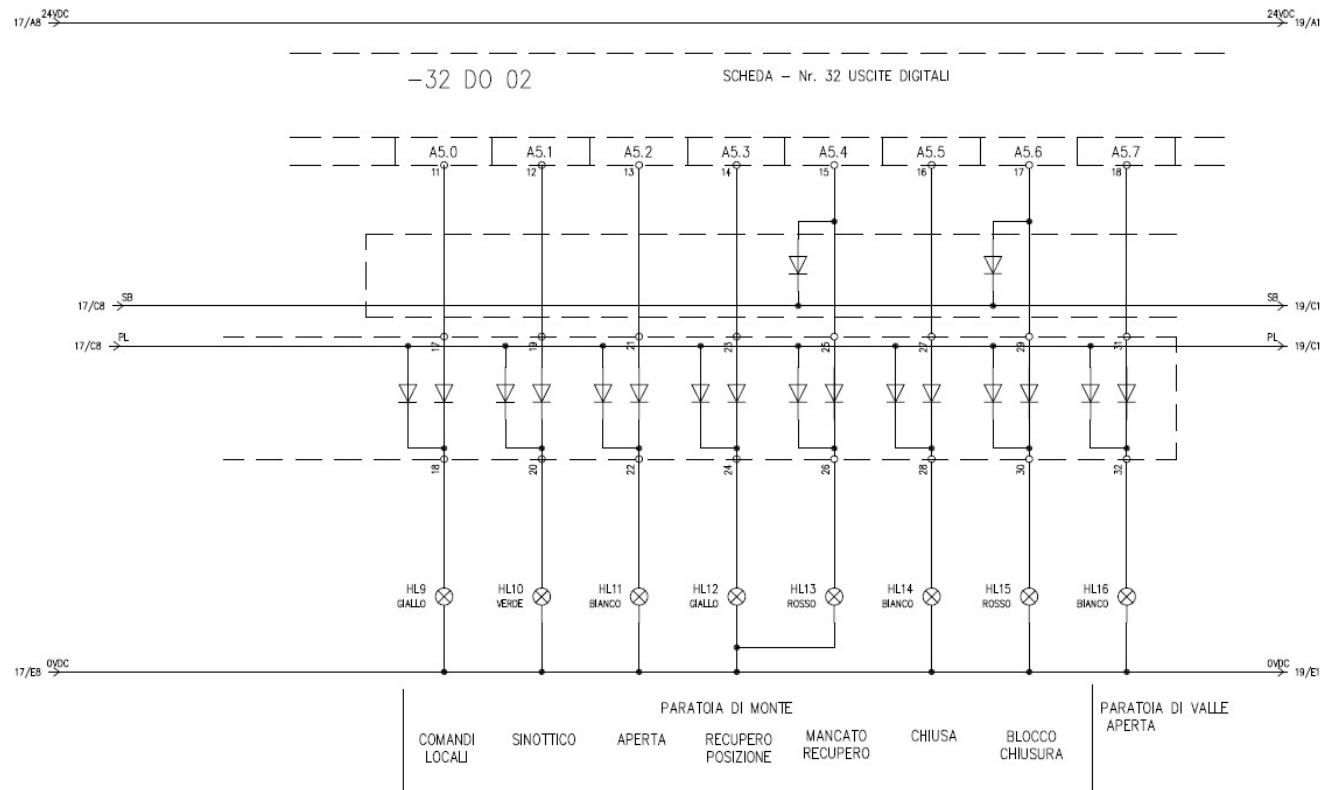 17/A8 24VDC 24VDC 19/A1
-32 DO 02 SCHEDA - Nr. 32 USCITE DIGITALI
A5.0 A5.1 A5.2 A5.3 A5.4 A5.5 A5.6 A5.7
11 12 13 14 15 16 17 18
17/C8 SB SB 19/C1
17/C8 PL PL 19/C1
17 19 21 23 25 27 29 31
18 20 22 24 26 28 30 32
HL9 HL10 HL11 HL12 HL13 HL14 HL15 HL16
GIALLO VERDE BIANCO GIALLO ROSSO BIANCO ROSSO BIANCO
17/E8 0VDC 0VDC 19/E1
PARATOIA DI MONTE PARATOIA DI VALLE
APERTA
COMANDI SINOTTICO APERTA RECUPERO MANCATO CHIUSA BLOCCO
LOCALI POSIZIONE RECUPERO CHIUSURA